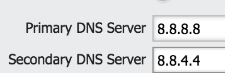 Primary DNS Server 8.8.8.8
Secondary DNS Server 8.8.4.4